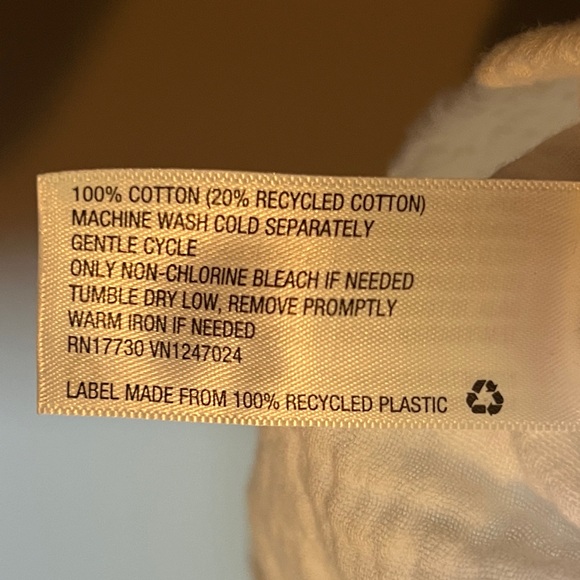 100% COTTON (20% RECYCLED COTTON)
MACHINE WASH COLD SEPARATELY
GENTLE CYCLE
ONLY NON-CHLORINE BLEACH IF NEEDED
TUMBLE DRY LOW, REMOVE PROMPTLY
WARM IRON IF NEEDED
RN17730 VN1247024
LABEL MADE FROM 100% RECYCLED PLASTIC